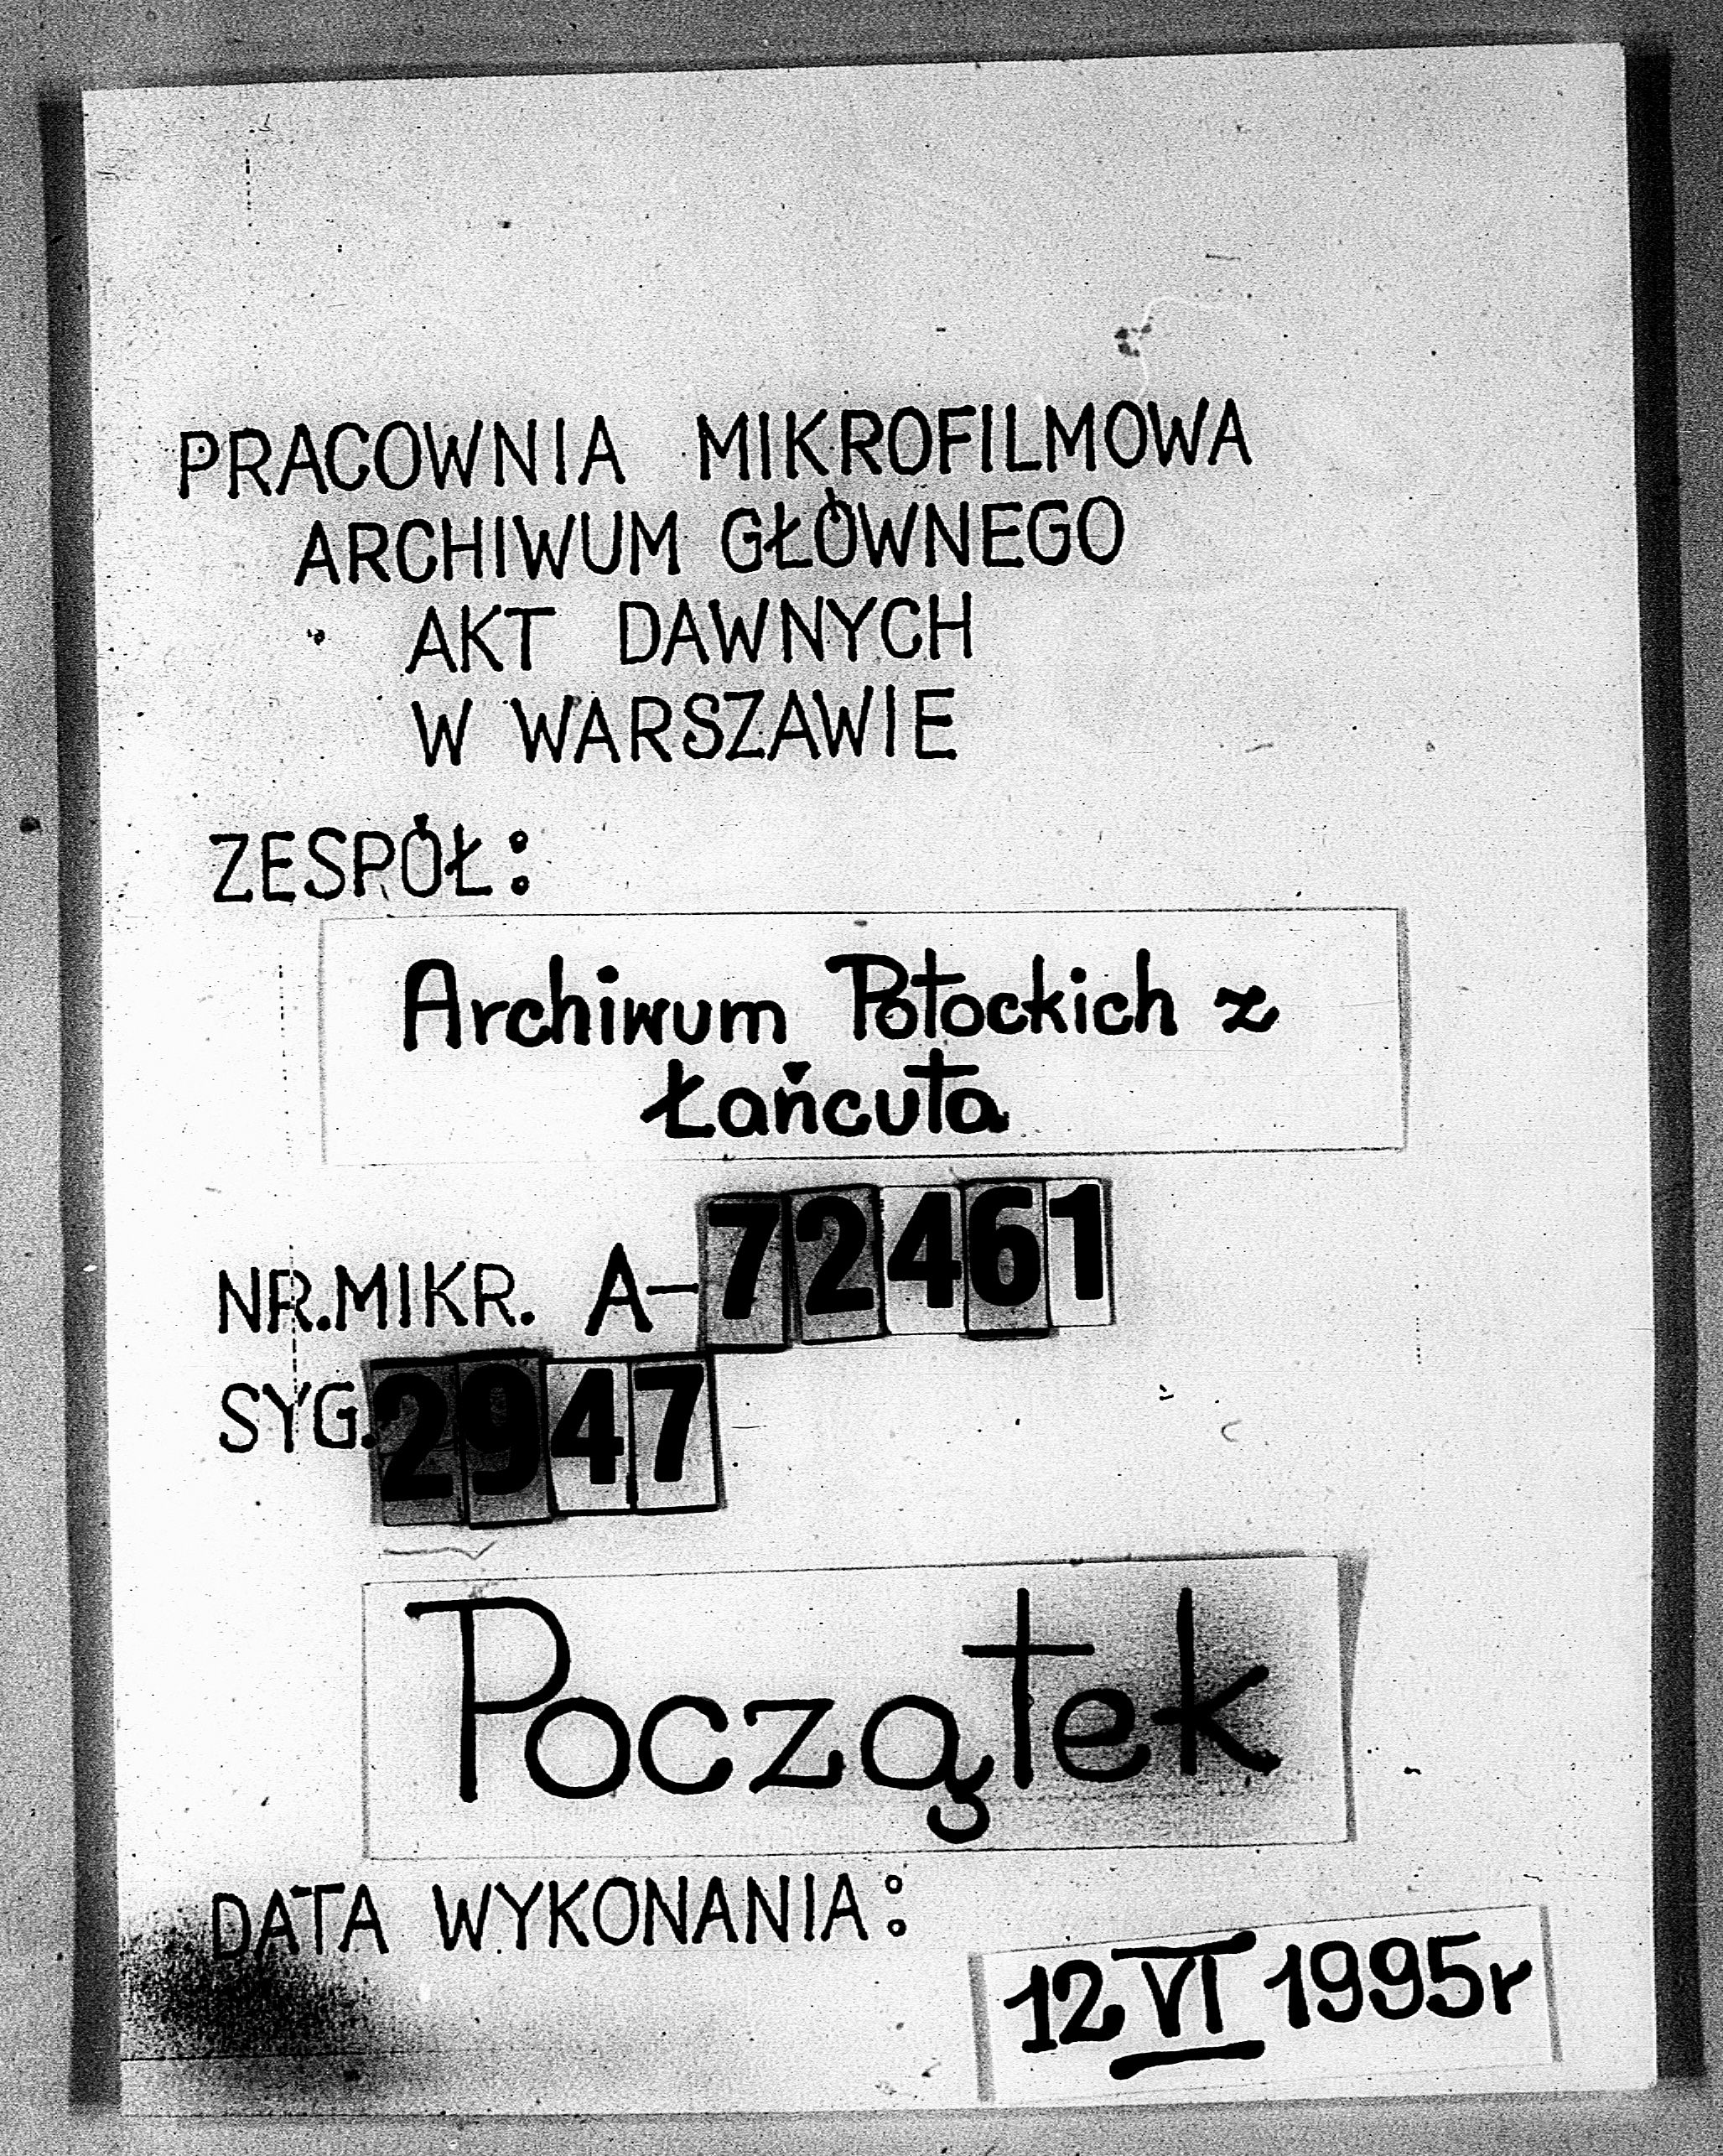 PRACOWNIA MIKROFILMOWA
ARCHIWUM GŁÓWNEGO
AKT DAWNYCH
W WARSZAWIE
ZESPÓŁ:
Archiwum Potockich z
Łańcuta
NR.MIKR. A-72461
SYG.2947
Początek
DATA WYKONANIA:
12 VI 1995r